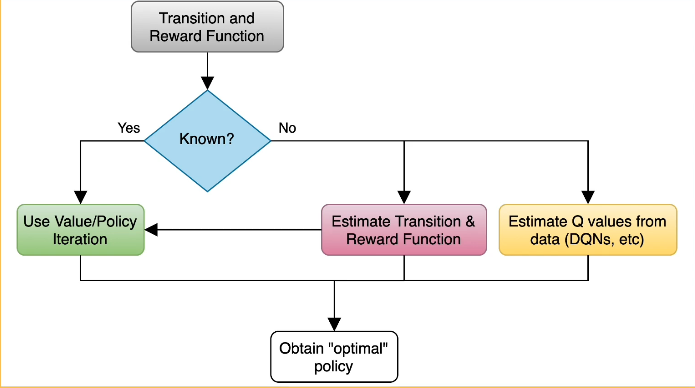 Transition and
Reward Function
Yes
Known?
No
Use Value/Policy
Iteration
Estimate Transition &
Reward Function
Estimate Q values from
data (DQNs, etc)
Obtain "optimal"
policy